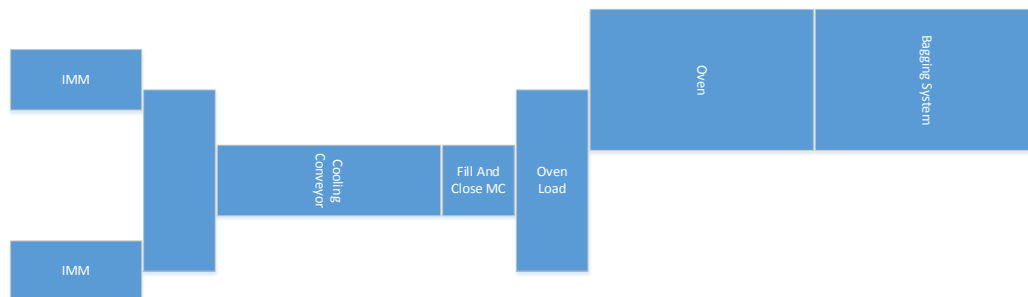 IMM
IMM
Cooling
Conveyor
Fill And
Close MC
Oven
Load
Oven
Bagging System